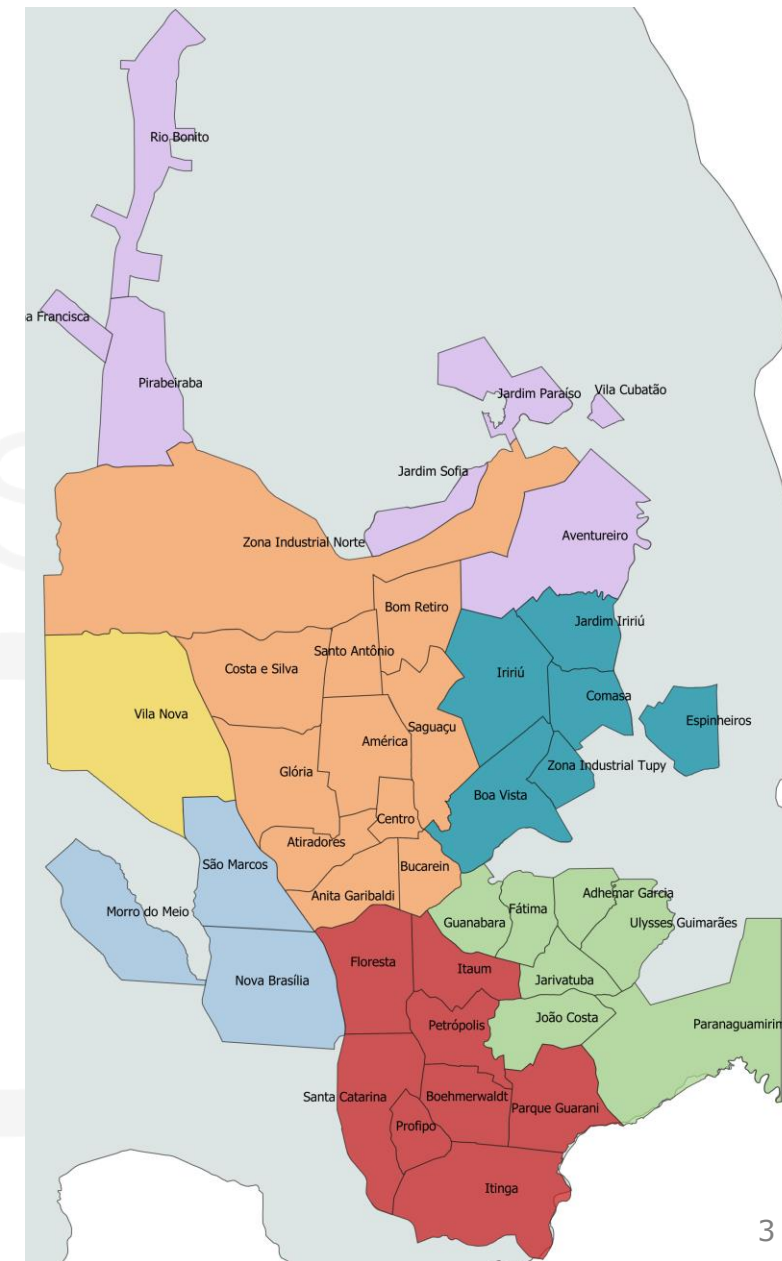 Rio Bonito
a Francisca
Pirabeiraba
Jardim Paraíso
Vila Cubatão
Jardim Sofia
Zona Industrial Norte
Aventureiro
Bom Retiro
Jardim Iririú
Santo Antônio
Costa e Silva
Iririú
Comasa
Vila Nova
Saguaçu
Espinheiros
América
Glória
Zona Industrial Tupy
Boa Vista
Centro
Atiradores
São Marcos
Bucarein
Anita Garibaldi
Adhemar Garcia
Morro do Meio
Fátima
Guanabara
Ulysses Guimarães
Floresta
Itaum
Nova Brasília
Jarivatuba
João Costa
Petrópolis
Paranaguamirin
Santa Catarina
Boehmerwaldt
Parque Guarani
Profipo
Itinga
3